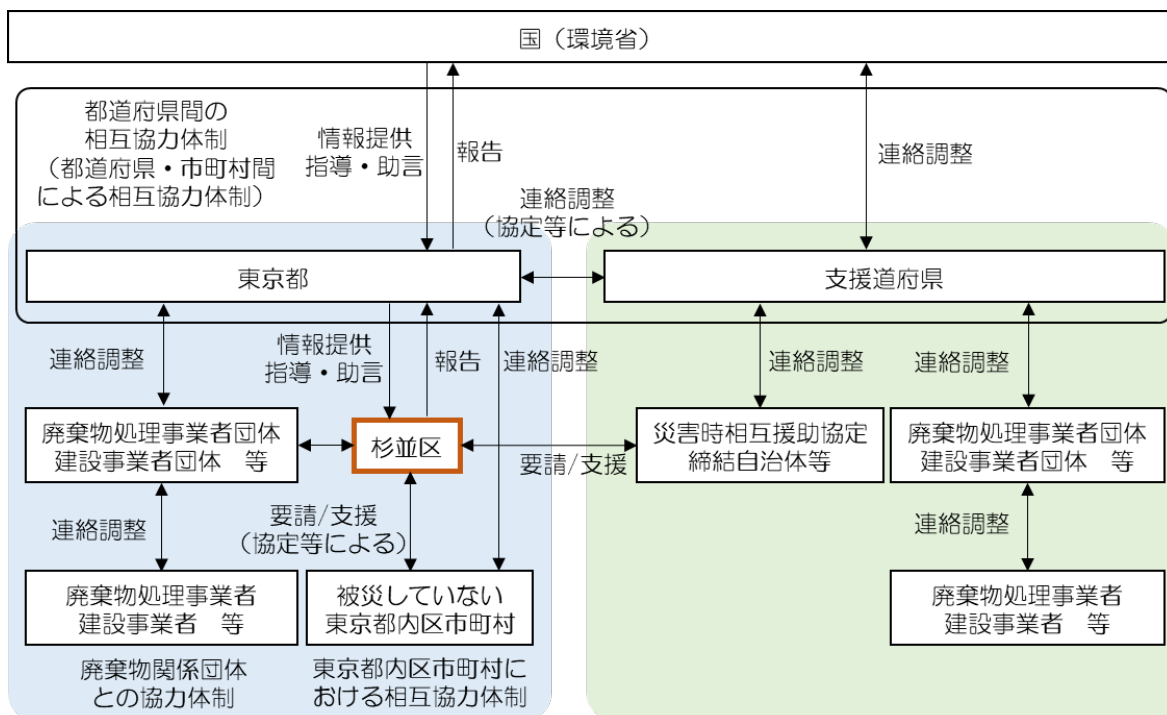 国（環境省）
都道府県間の
相互協力体制
（都道府県・市町村間
による相互協力体制）
情報提供
指導・助言
報告
連絡調整
連絡調整
（協定等による）
東京都
支援道府県
連絡調整
情報提供
指導・助言
報告
連絡調整
連絡調整
連絡調整
廃棄物処理事業者団体
建設事業者団体　等
杉並区
要請/支援
災害時相互援助協定
締結自治体等
廃棄物処理事業者団体
建設事業者団体　等
連絡調整
要請/支援
（協定等による）
連絡調整
廃棄物処理事業者
建設事業者　等
被災していない
東京都内区市町村
廃棄物処理事業者
建設事業者　等
廃棄物関係団体
との協力体制
東京都内区市町村に
おける相互協力体制